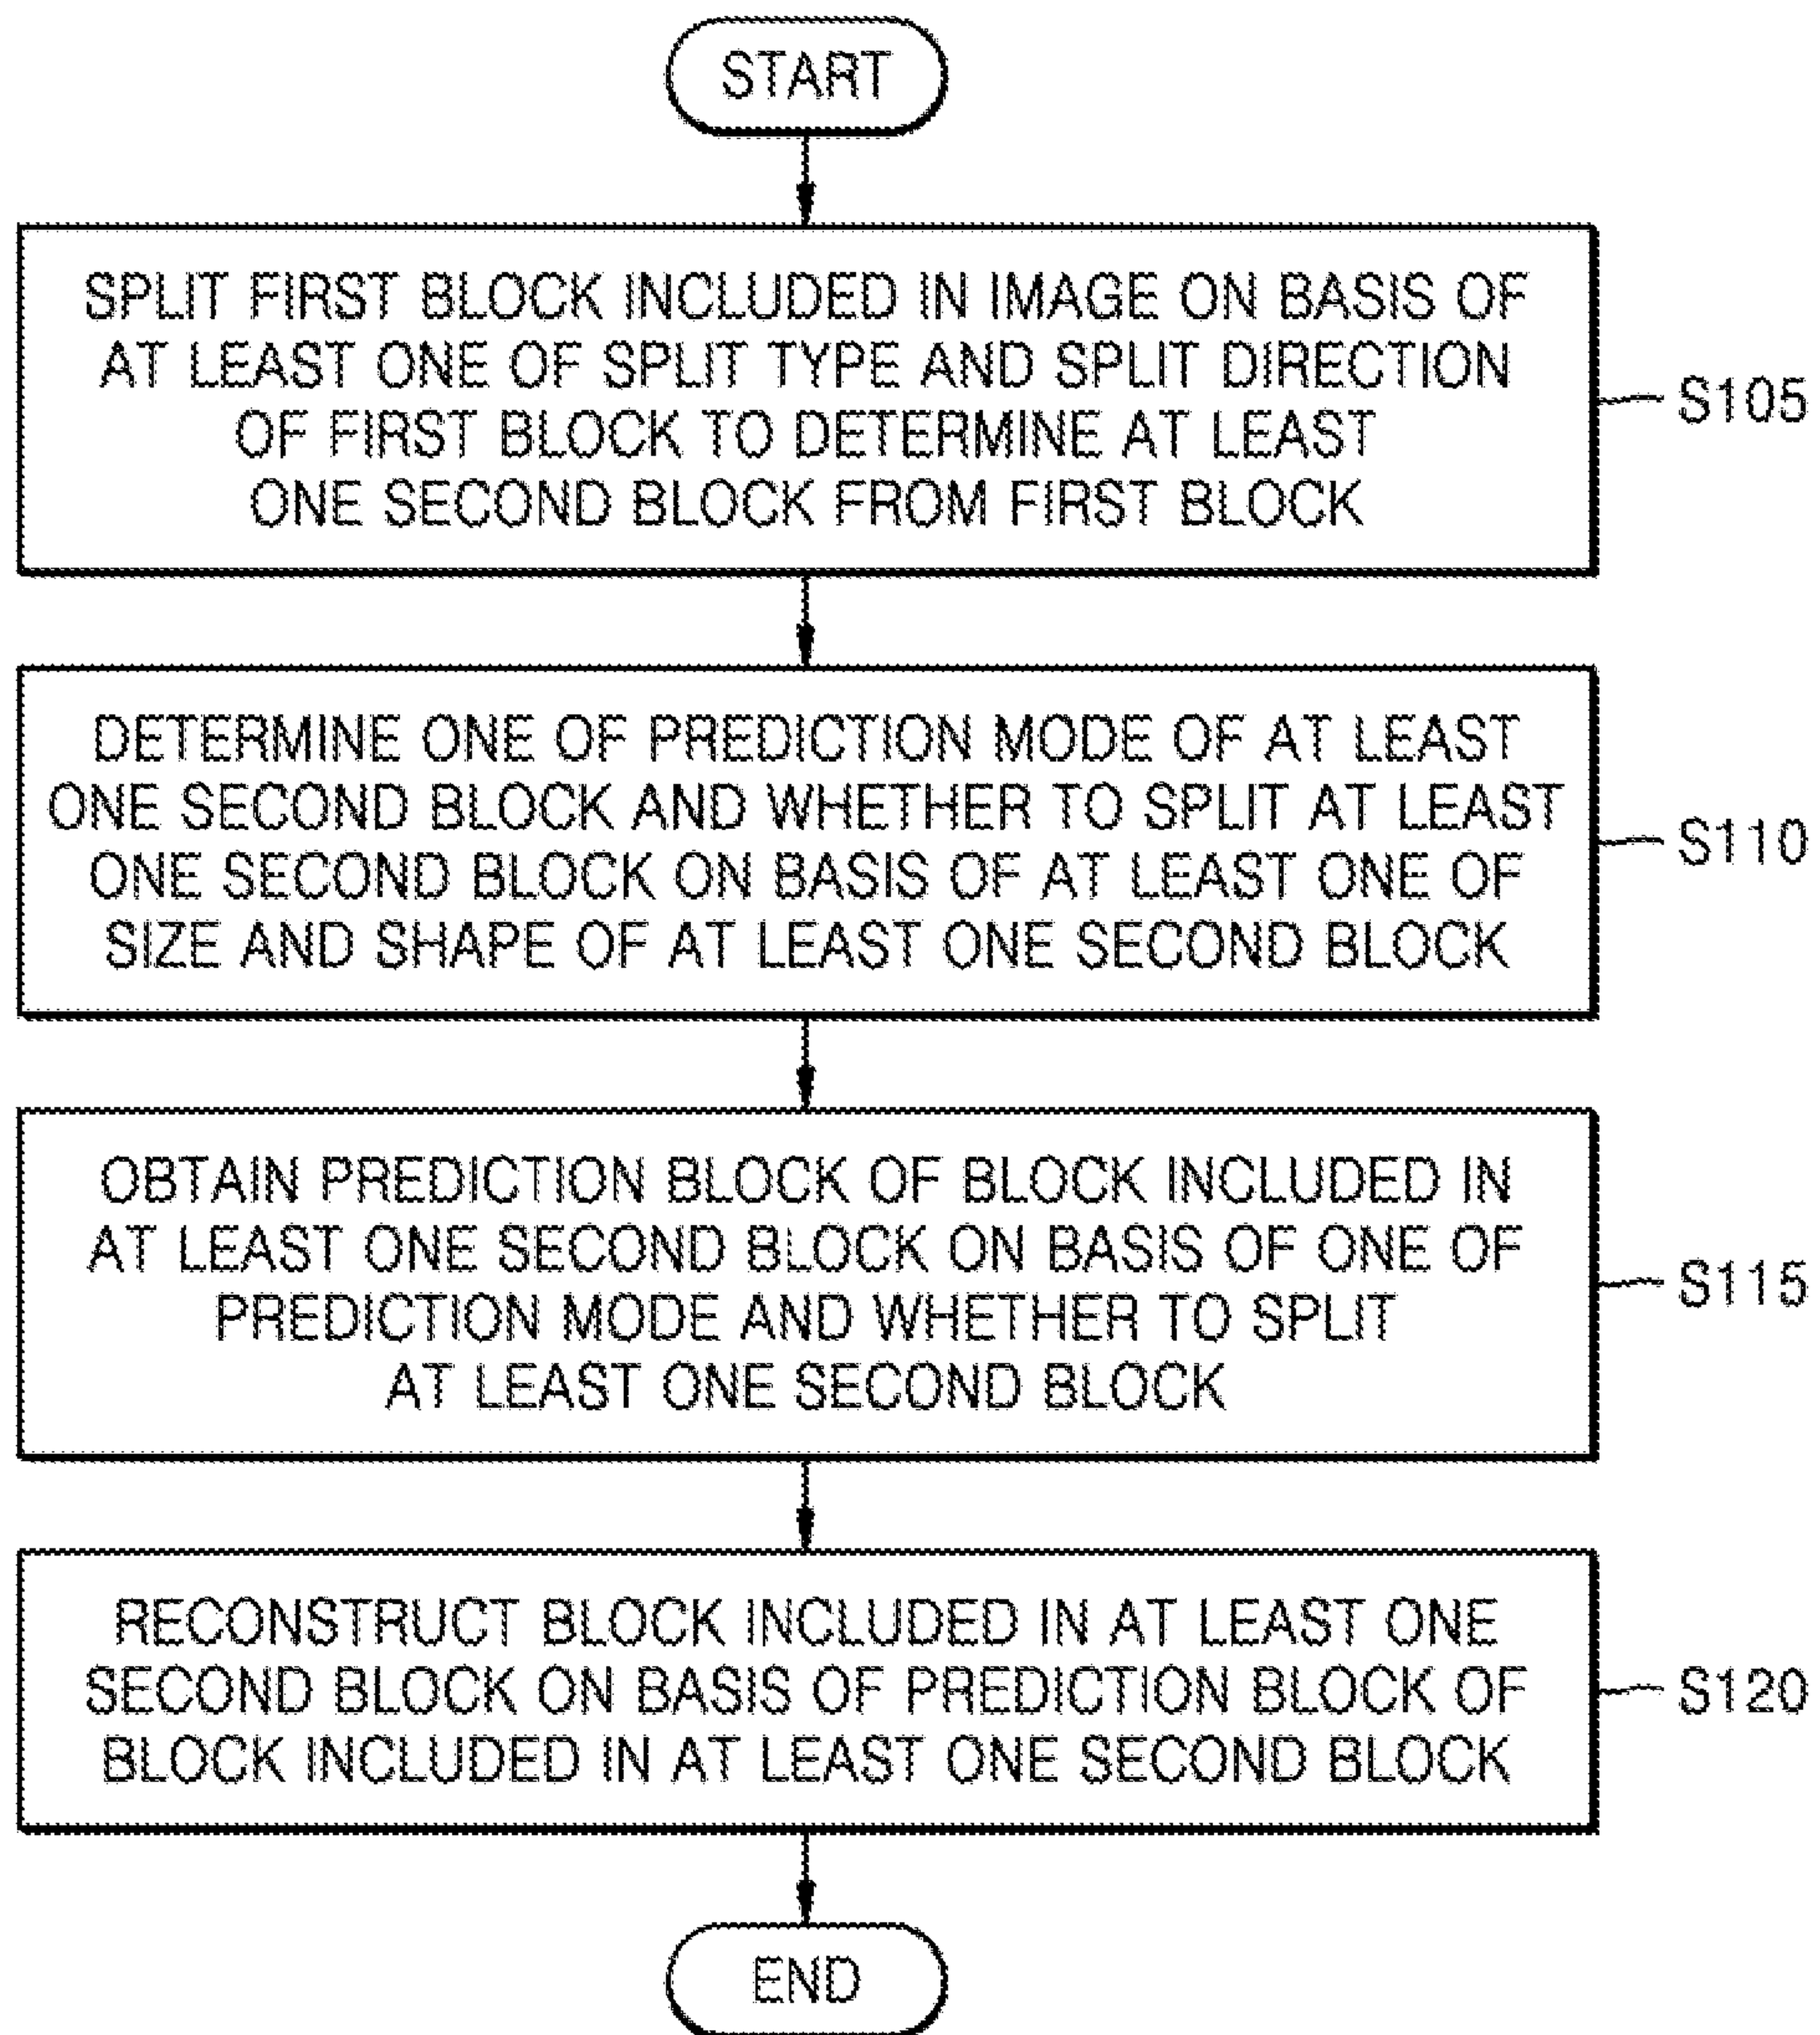 START
SPLIT FIRST BLOCK INCLUDED IN IMAGE ON BASIS OF
AT LEAST ONE OF SPLIT TYPE AND SPLIT DIRECTION
OF FIRST BLOCK TO DETERMINE AT LEAST
ONE SECOND BLOCK FROM FIRST BLOCK
S105
DETERMINE ONE OF PREDICTION MODE OF AT LEAST
ONE SECOND BLOCK AND WHETHER TO SPLIT AT LEAST
ONE SECOND BLOCK ON BASIS OF AT LEAST ONE OF
SIZE AND SHAPE OF AT LEAST ONE SECOND BLOCK
S110
OBTAIN PREDICTION BLOCK OF BLOCK INCLUDED IN
AT LEAST ONE SECOND BLOCK ON BASIS OF ONE OF
PREDICTION MODE AND WHETHER TO SPLIT
AT LEAST ONE SECOND BLOCK
S115
RECONSTRUCT BLOCK INCLUDED IN AT LEAST ONE
SECOND BLOCK ON BASIS OF PREDICTION BLOCK OF
BLOCK INCLUDED IN AT LEAST ONE SECOND BLOCK
S120
END